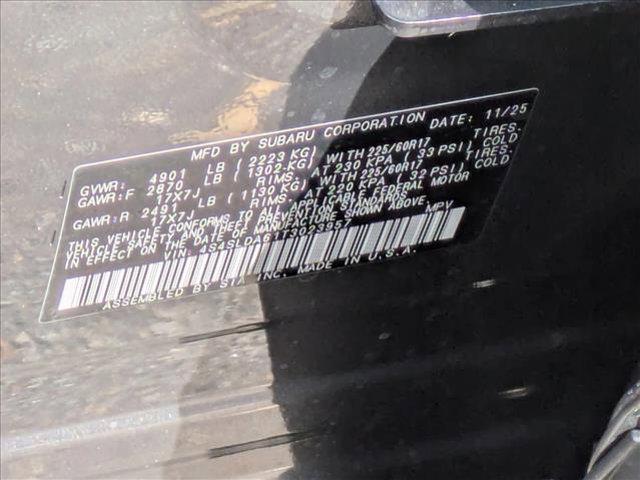 MFD BY SUBARU CORPORATION DATE: 11/25
GVWR: 4901 LB (2223 KG)
GAWR:F 2870 LB (1302 KG) WITH 225/60R17 TIRES.
17X7J RIMS. AT 230 KPA (33 PSI) COLD
GAWR:R 2491 LB (1130 KG) WITH 225/60R17 TIRES.
17X7J RIMS. AT 220 KPA (32 PSI) COLD
THIS VEHICLE CONFORMS TO ALL APPLICABLE FEDERAL MOTOR
VEHICLE SAFETY AND THEFT PREVENTION STANDARDS
IN EFFECT ON THE DATE OF MANUFACTURE SHOWN ABOVE.
VIN: MPV
ASSEMBLED BY SIA INC. MADE IN U.S.A.